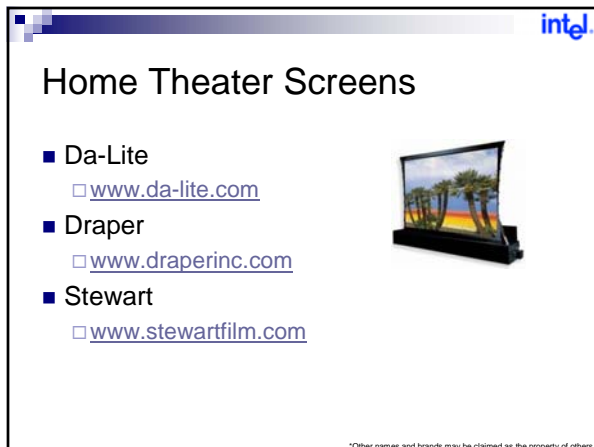 intel.
Home Theater Screens
Da-Lite
www.da-lite.com
Draper
www.draperinc.com
Stewart
www.stewartfilm.com
*Other names and brands may be claimed as the property of others